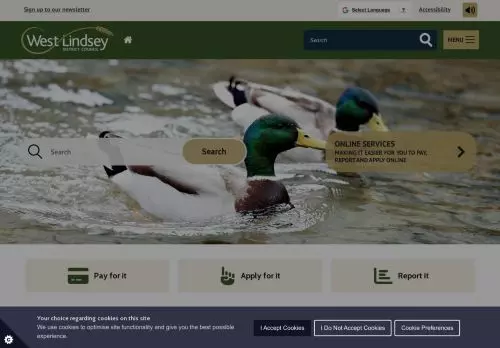 Sign up to our newsletter
Select Language
?
Accessibility
West Lindsey
DISTRICT COUNCIL
Search
MENU
Search
Search
ONLINE SERVICES
MAKING IT EASIER FOR YOU TO PAY,
REPORT AND APPLY ONLINE
Pay for it
Apply for it
Report it
Your choice regarding cookies on this site
We use cookies to optimise site functionality and give you the best possible
experience.
I Accept Cookies
I Do Not Accept Cookies
Cookie Preferences